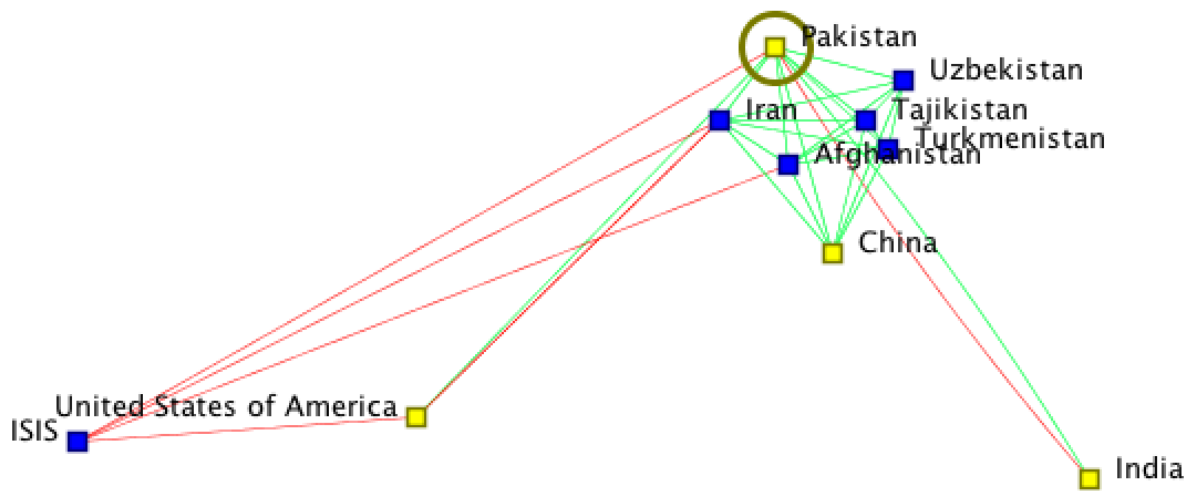 Pakistan
Uzbekistan
Iran
Tajikistan
Turkmenistan
Afghanistan
China
United States of America
ISIS
India